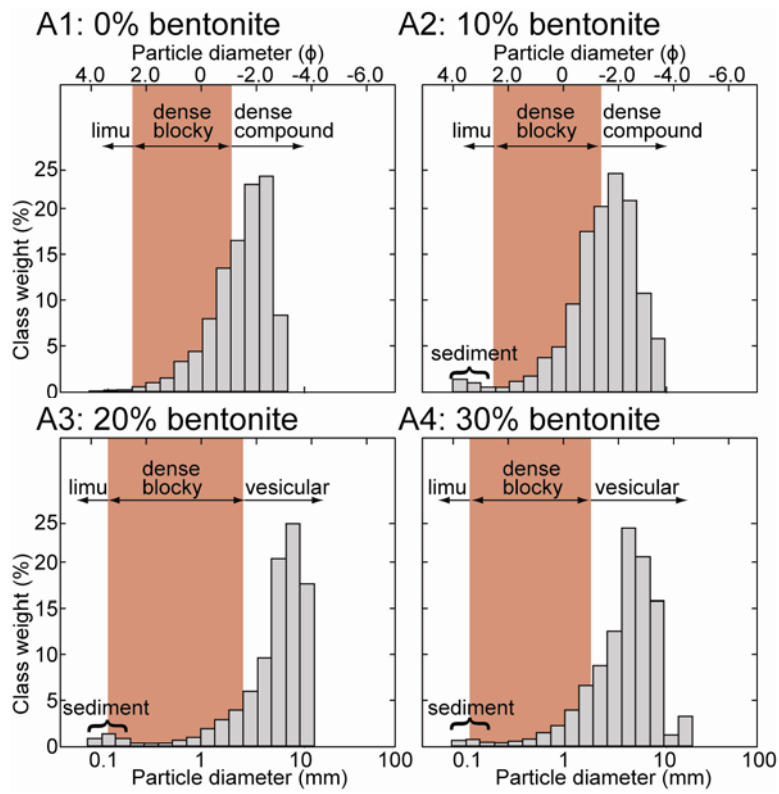 A1: 0% bentonite
Particle diameter (ϕ)
4.0 2.0 0 -2.0 -4.0 -6.0
dense
blocky
dense
compound
limu
25
20
15
10
5
0
Class weight (%)
A2: 10% bentonite
Particle diameter (ϕ)
4.0 2.0 0 -2.0 -4.0 -6.0
dense
blocky
dense
compound
limu
sediment
A3: 20% bentonite
dense
blocky
limu
vesicular
25
20
15
10
5
0
Class weight (%)
sediment
0.1 1 10 100
Particle diameter (mm)
A4: 30% bentonite
dense
blocky
limu
vesicular
sediment
0.1 1 10 100
Particle diameter (mm)